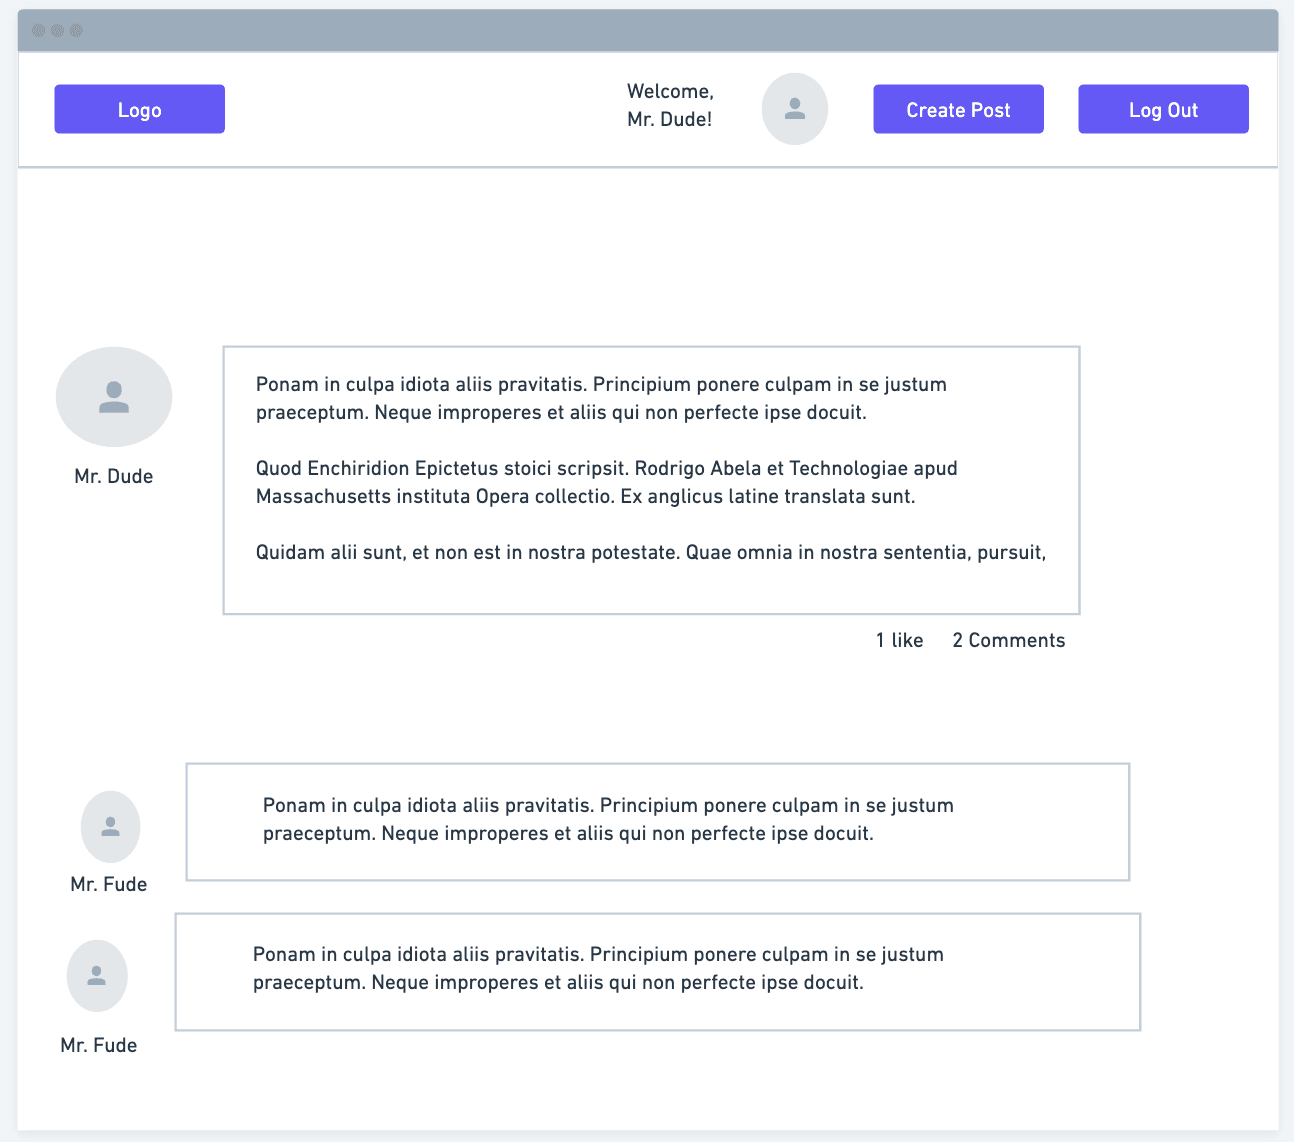 Logo
Welcome,
Mr. Dude!
Create Post
Log Out
Ponam in culpa idiota aliis pravitatis. Principium ponere culpam in se justum
praeceptum. Neque improperes et aliis qui non perfecte ipse docuit.
Quod Enchiridion Epictetus stoici scripsit. Rodrigo Abela et Technologiae apud
Massachusetts instituta Opera collectio. Ex anglicus latine translata sunt.
Quidam alii sunt, et non est in nostra potestate. Quae omnia in nostra sententia, pursuit,
Mr. Dude
1 like
2 Comments
Ponam in culpa idiota aliis pravitatis. Principium ponere culpam in se justum
praeceptum. Neque improperes et aliis qui non perfecte ipse docuit.
Mr. Fude
Ponam in culpa idiota aliis pravitatis. Principium ponere culpam in se justum
praeceptum. Neque improperes et aliis qui non perfecte ipse docuit.
Mr. Fude